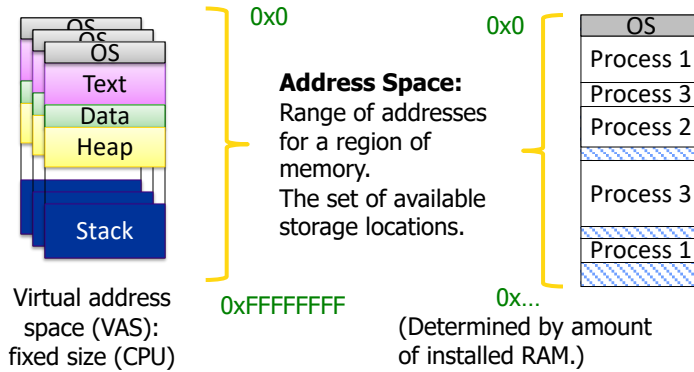 OS
OS
OS
Text
Data
Heap
Stack
Virtual address
space (VAS):
fixed size (CPU)
0x0
0xFFFFFFFF
Address Space:
Range of addresses
for a region of
memory.
The set of available
storage locations.
0x0
0x...
(Determined by amount
of installed RAM.)
OS
Process 1
Process 3
Process 2
Process 3
Process 1